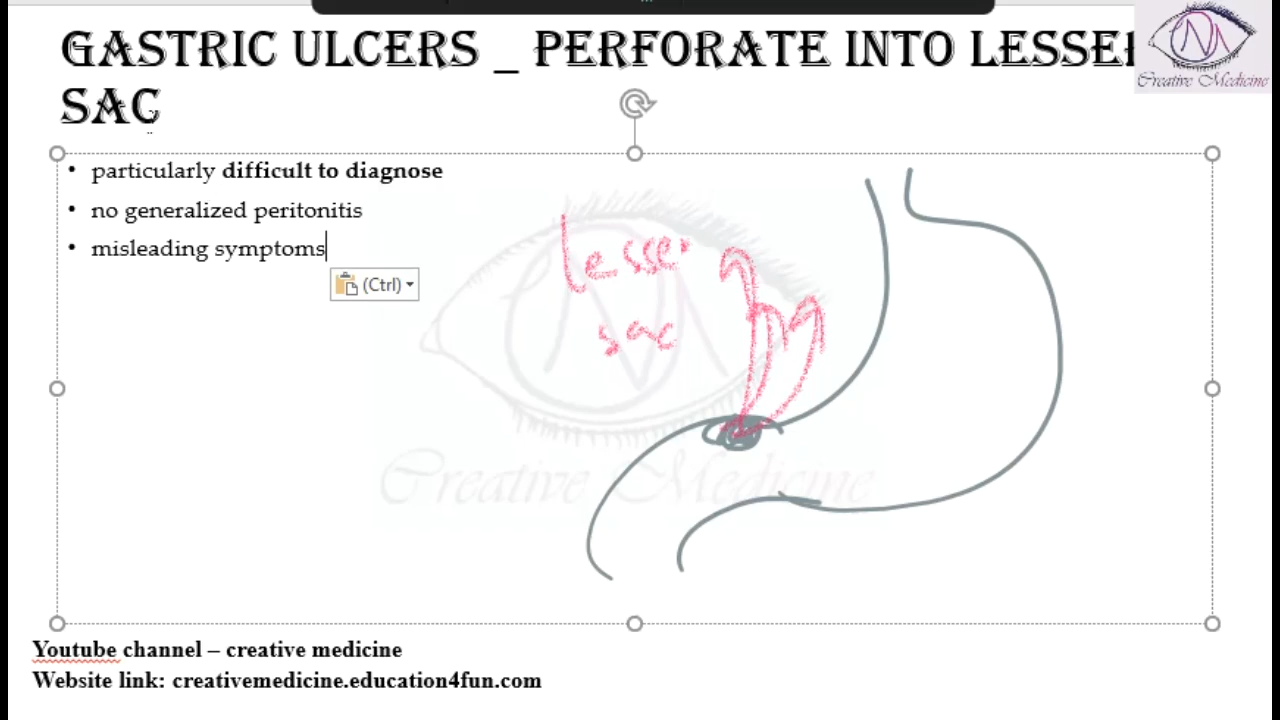 GASTRIC ULCERS _ PERFORATE INTO LESSER
SAC
Creative Medicine
• particularly difficult to diagnose
• no generalized peritonitis
• misleading symptoms
(Ctrl)
lesser
sac
Creative Medicine
Youtube channel – creative medicine
Website link: creativemedicine.education4fun.com